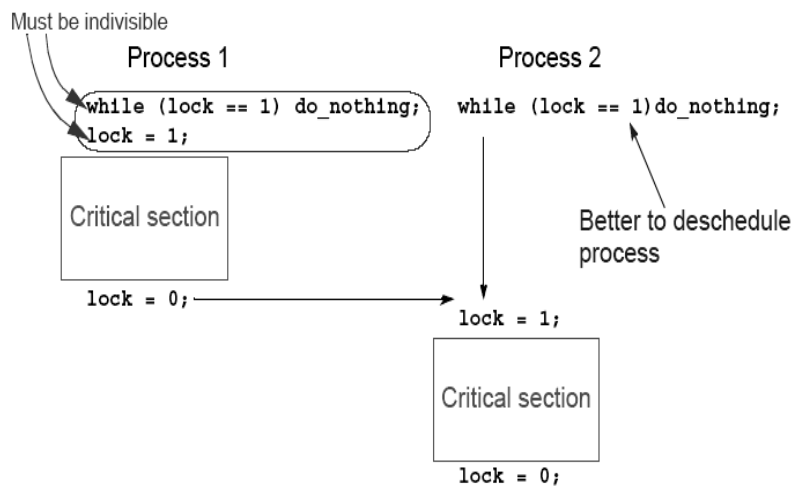 Must be indivisible
Process 1
Process 2
while (lock == 1) do_nothing;
lock = 1;
while (lock == 1)do_nothing;
Critical section
Better to deschedule
process
lock = 0;
lock = 1;
Critical section
lock = 0;